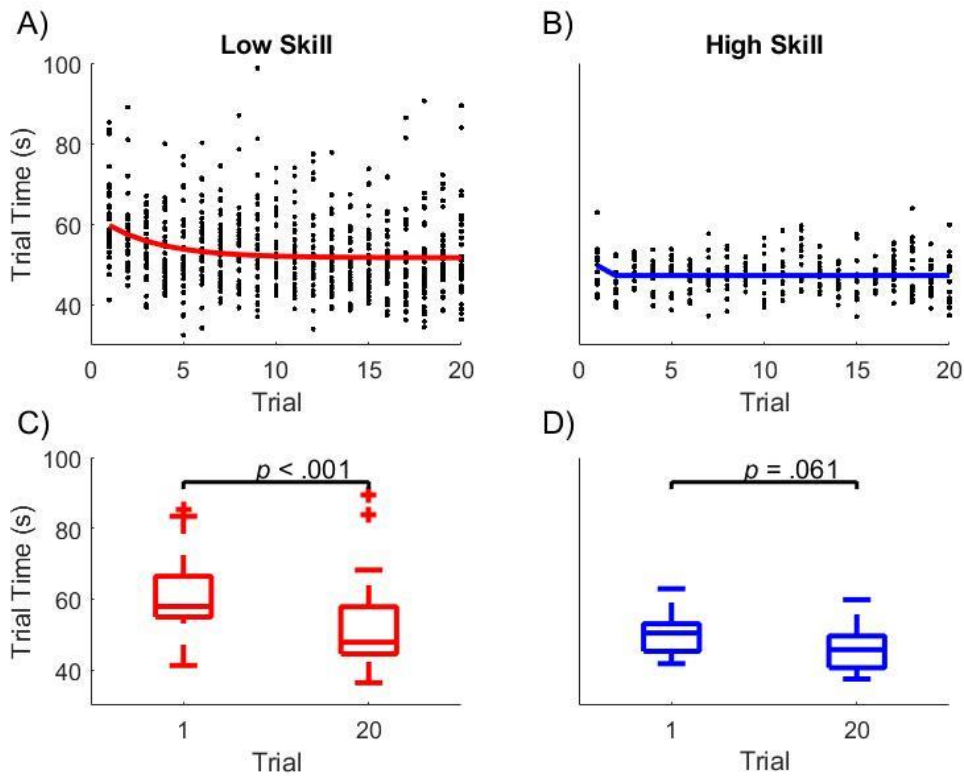 A)
Low Skill
B)
High Skill
100
80
60
40
Trial Time (s)
0 5 10 15 20
Trial
0 5 10 15 20
Trial
C)
D)
100
80
60
40
Trial Time (s)
p < .001
p = .061
1 20
Trial
1 20
Trial